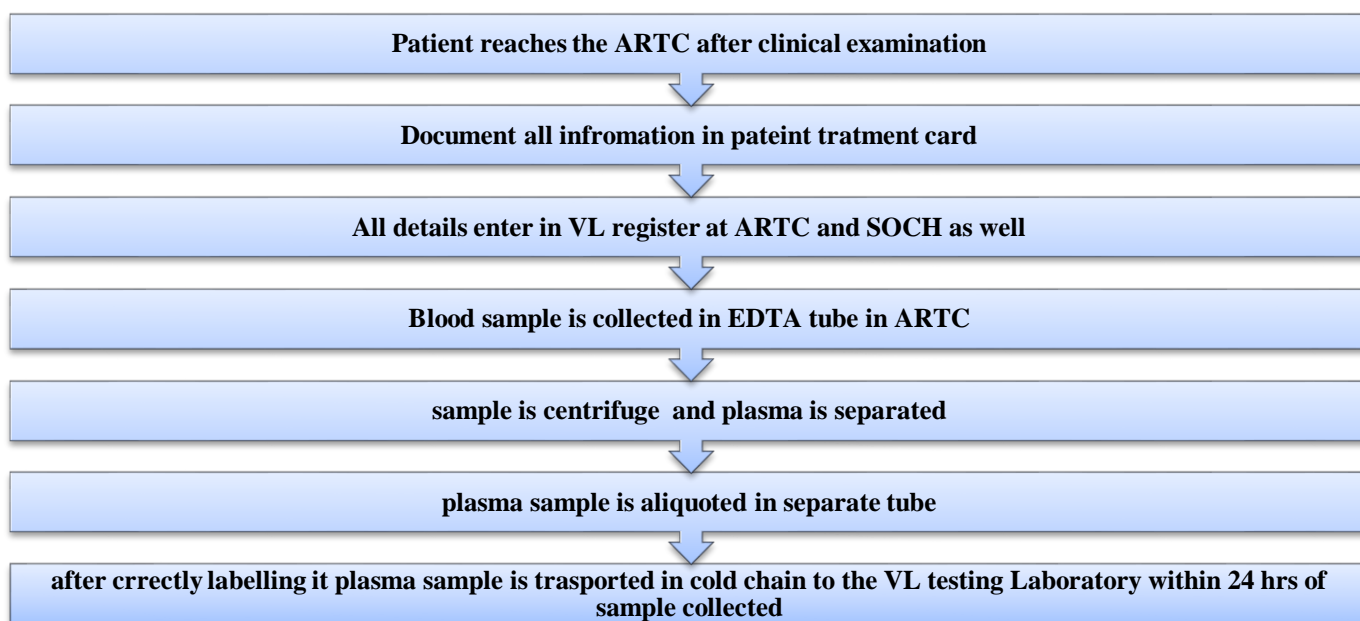 Patient reaches the ARTC after clinical examination
Document all infromation in pateint tratment card
All details enter in VL register at ARTC and SOCH as well
Blood sample is collected in EDTA tube in ARTC
sample is centrifuge and plasma is separated
plasma sample is aliquoted in separate tube
after crrectly labelling it plasma sample is trasported in cold chain to the VL testing Laboratory within 24 hrs of
sample collected